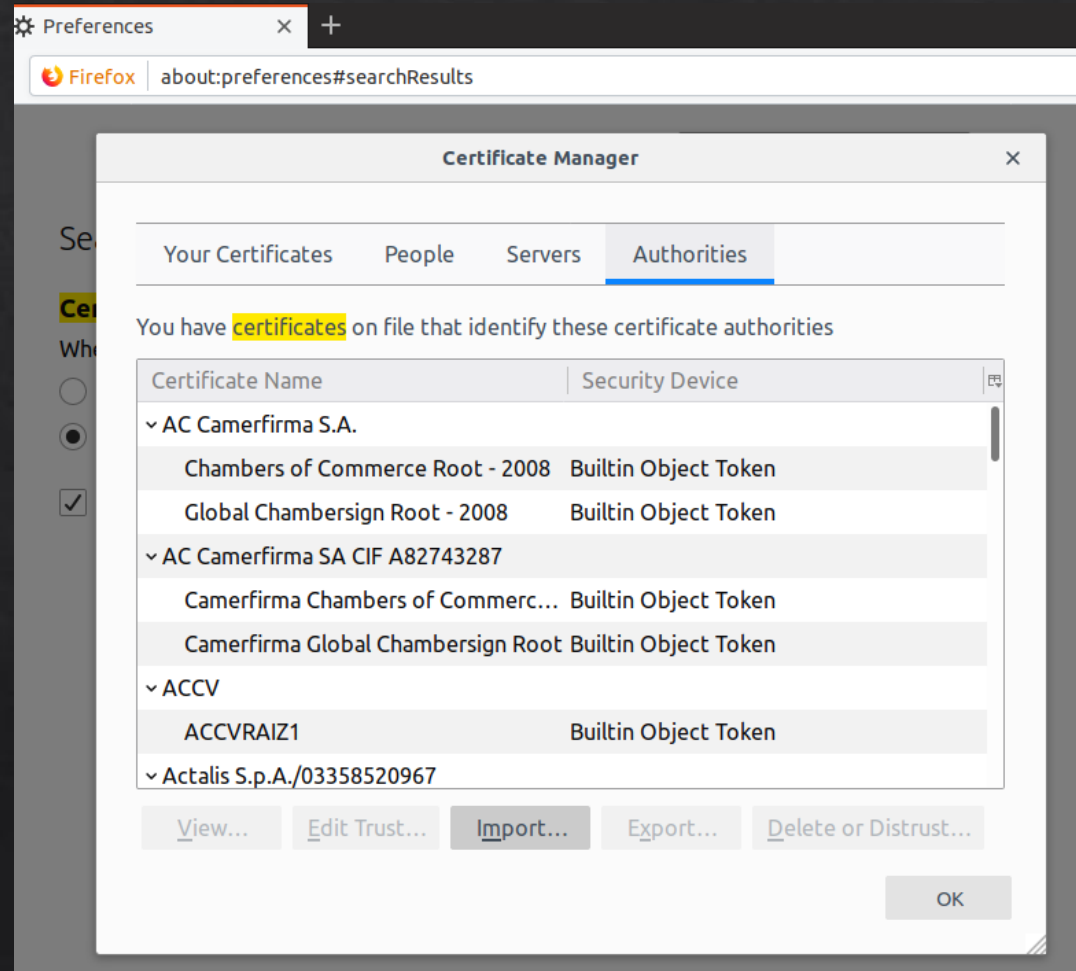 Preferences
Firefox about:preferences#searchResults
Certificate Manager
Your Certificates People Servers Authorities
You have certificates on file that identify these certificate authorities
Certificate Name Security Device
AC Camerfirma S.A.
Chambers of Commerce Root - 2008 Builtin Object Token
Global Chambersign Root - 2008 Builtin Object Token
AC Camerfirma SA CIF A82743287
Camerfirma Chambers of Commerc... Builtin Object Token
Camerfirma Global Chambersign Root Builtin Object Token
ACCV
ACCVRAIZ1 Builtin Object Token
Actalis S.p.A./03358520967
View... Edit Trust... Import... Export... Delete or Distrust...
OK